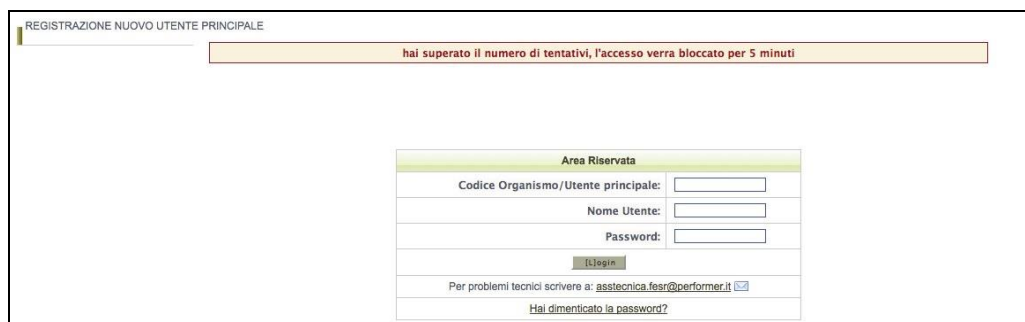 REGISTRAZIONE NUOVO UTENTE PRINCIPALE
hai superato il numero di tentativi, l'accesso verra bloccato per 5 minuti
Area Riservata
Codice Organismo/Utente principale:
Nome Utente:
Password:
[L]ogin
Per problemi tecnici scrivere a: asstecnica.fesr@performer.it
Hai dimenticato la password?